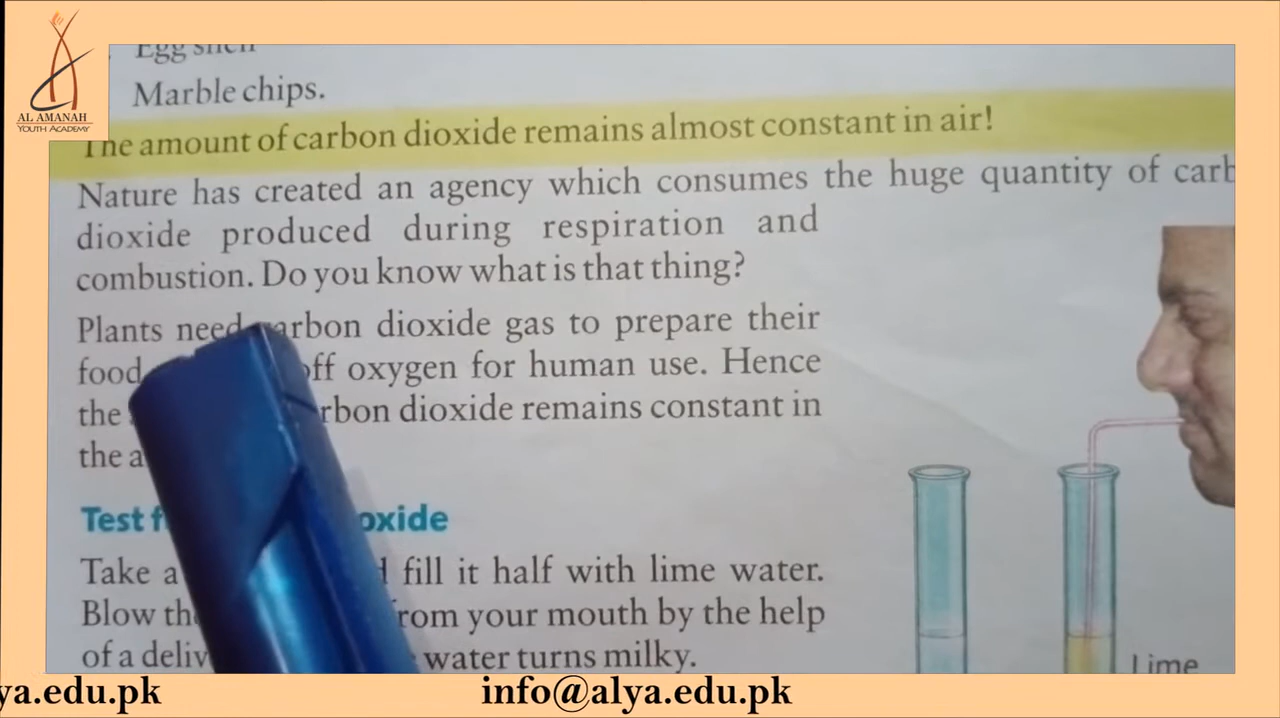 AL AMANAH
YOUTH ACADEMY
Egg shell
Marble chips.
The amount of carbon dioxide remains almost constant in air!
Nature has created an agency which consumes the huge quantity of carb
dioxide produced during respiration and
combustion. Do you know what is that thing?
Plants need carbon dioxide gas to prepare their
food off oxygen for human use. Hence
the rbon dioxide remains constant in
the a
Test f oxide
Take a fill it half with lime water.
Blow th rom your mouth by the help
of a deliv water turns milky.
Lime
ya.edu.pk
info@alya.edu.pk